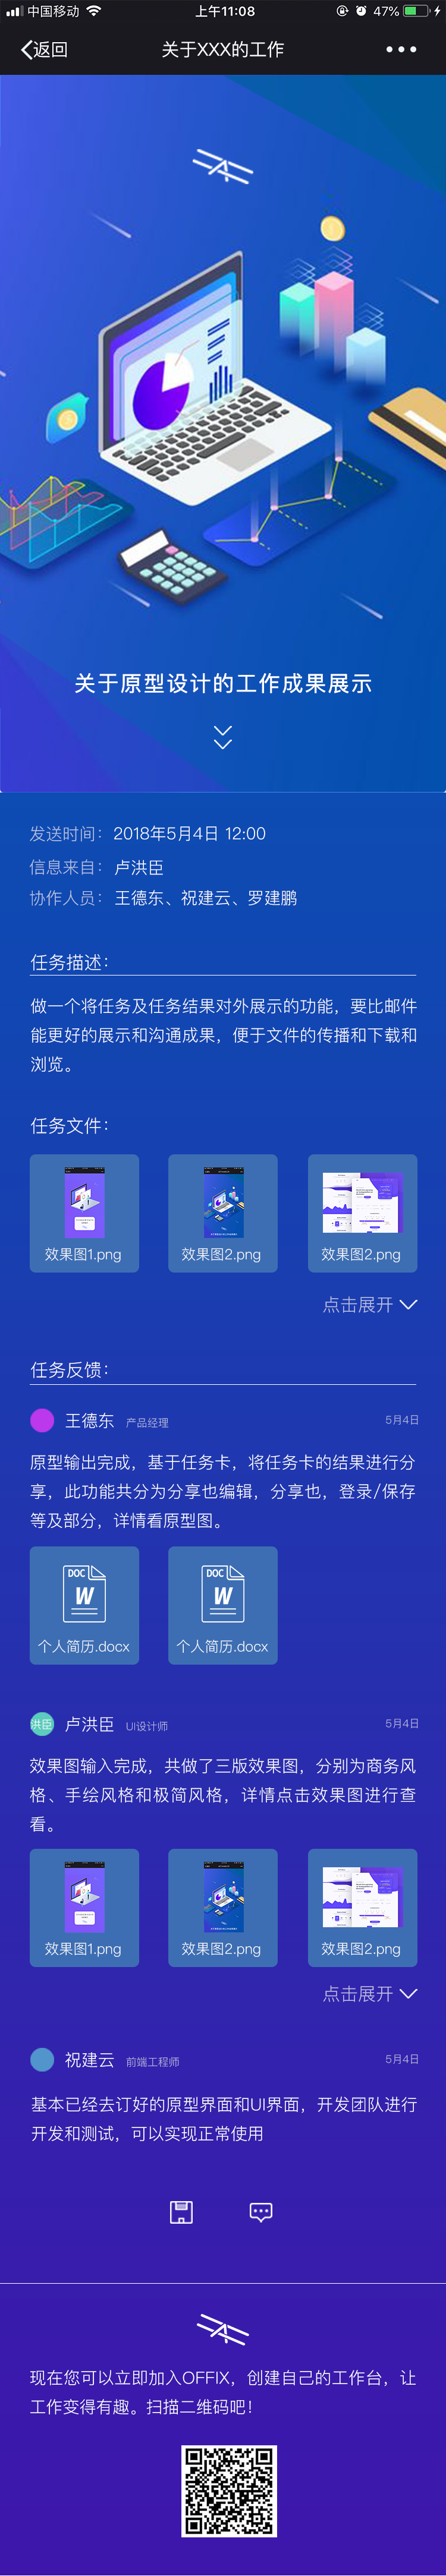 中国移动
上午11:08
47%
返回
关于XXX的工作
关于原型设计的工作成果展示
发送时间：2018年5月4日 12:00
信息来自：卢洪臣
协作人员：王德东、祝建云、罗建鹏
任务描述：
做一个将任务及任务结果对外展示的功能，要比邮件
能更好的展示和沟通成果，便于文件的传播和下载和
浏览。
任务文件：
效果图1.png
效果图2.png
效果图2.png
点击展开
任务反馈：
王德东 产品经理 5月4日
原型输出完成，基于任务卡，将任务卡的结果进行分
享，此功能共分为分享也编辑，分享也，登录/保存
等及部分，详情看原型图。
DOC
W
个人简历.docx
DOC
W
个人简历.docx
洪臣
卢洪臣 UI设计师 5月4日
效果图输入完成，共做了三版效果图，分别为商务风
格、手绘风格和极简风格，详情点击效果图进行查
看。
效果图1.png
效果图2.png
效果图2.png
点击展开
祝建云 前端工程师 5月4日
基本已经去订好的原型界面和UI界面，开发团队进行
开发和测试，可以实现正常使用
现在您可以立即加入OFFIX，创建自己的工作台，让
工作变得有趣。扫描二维码吧！